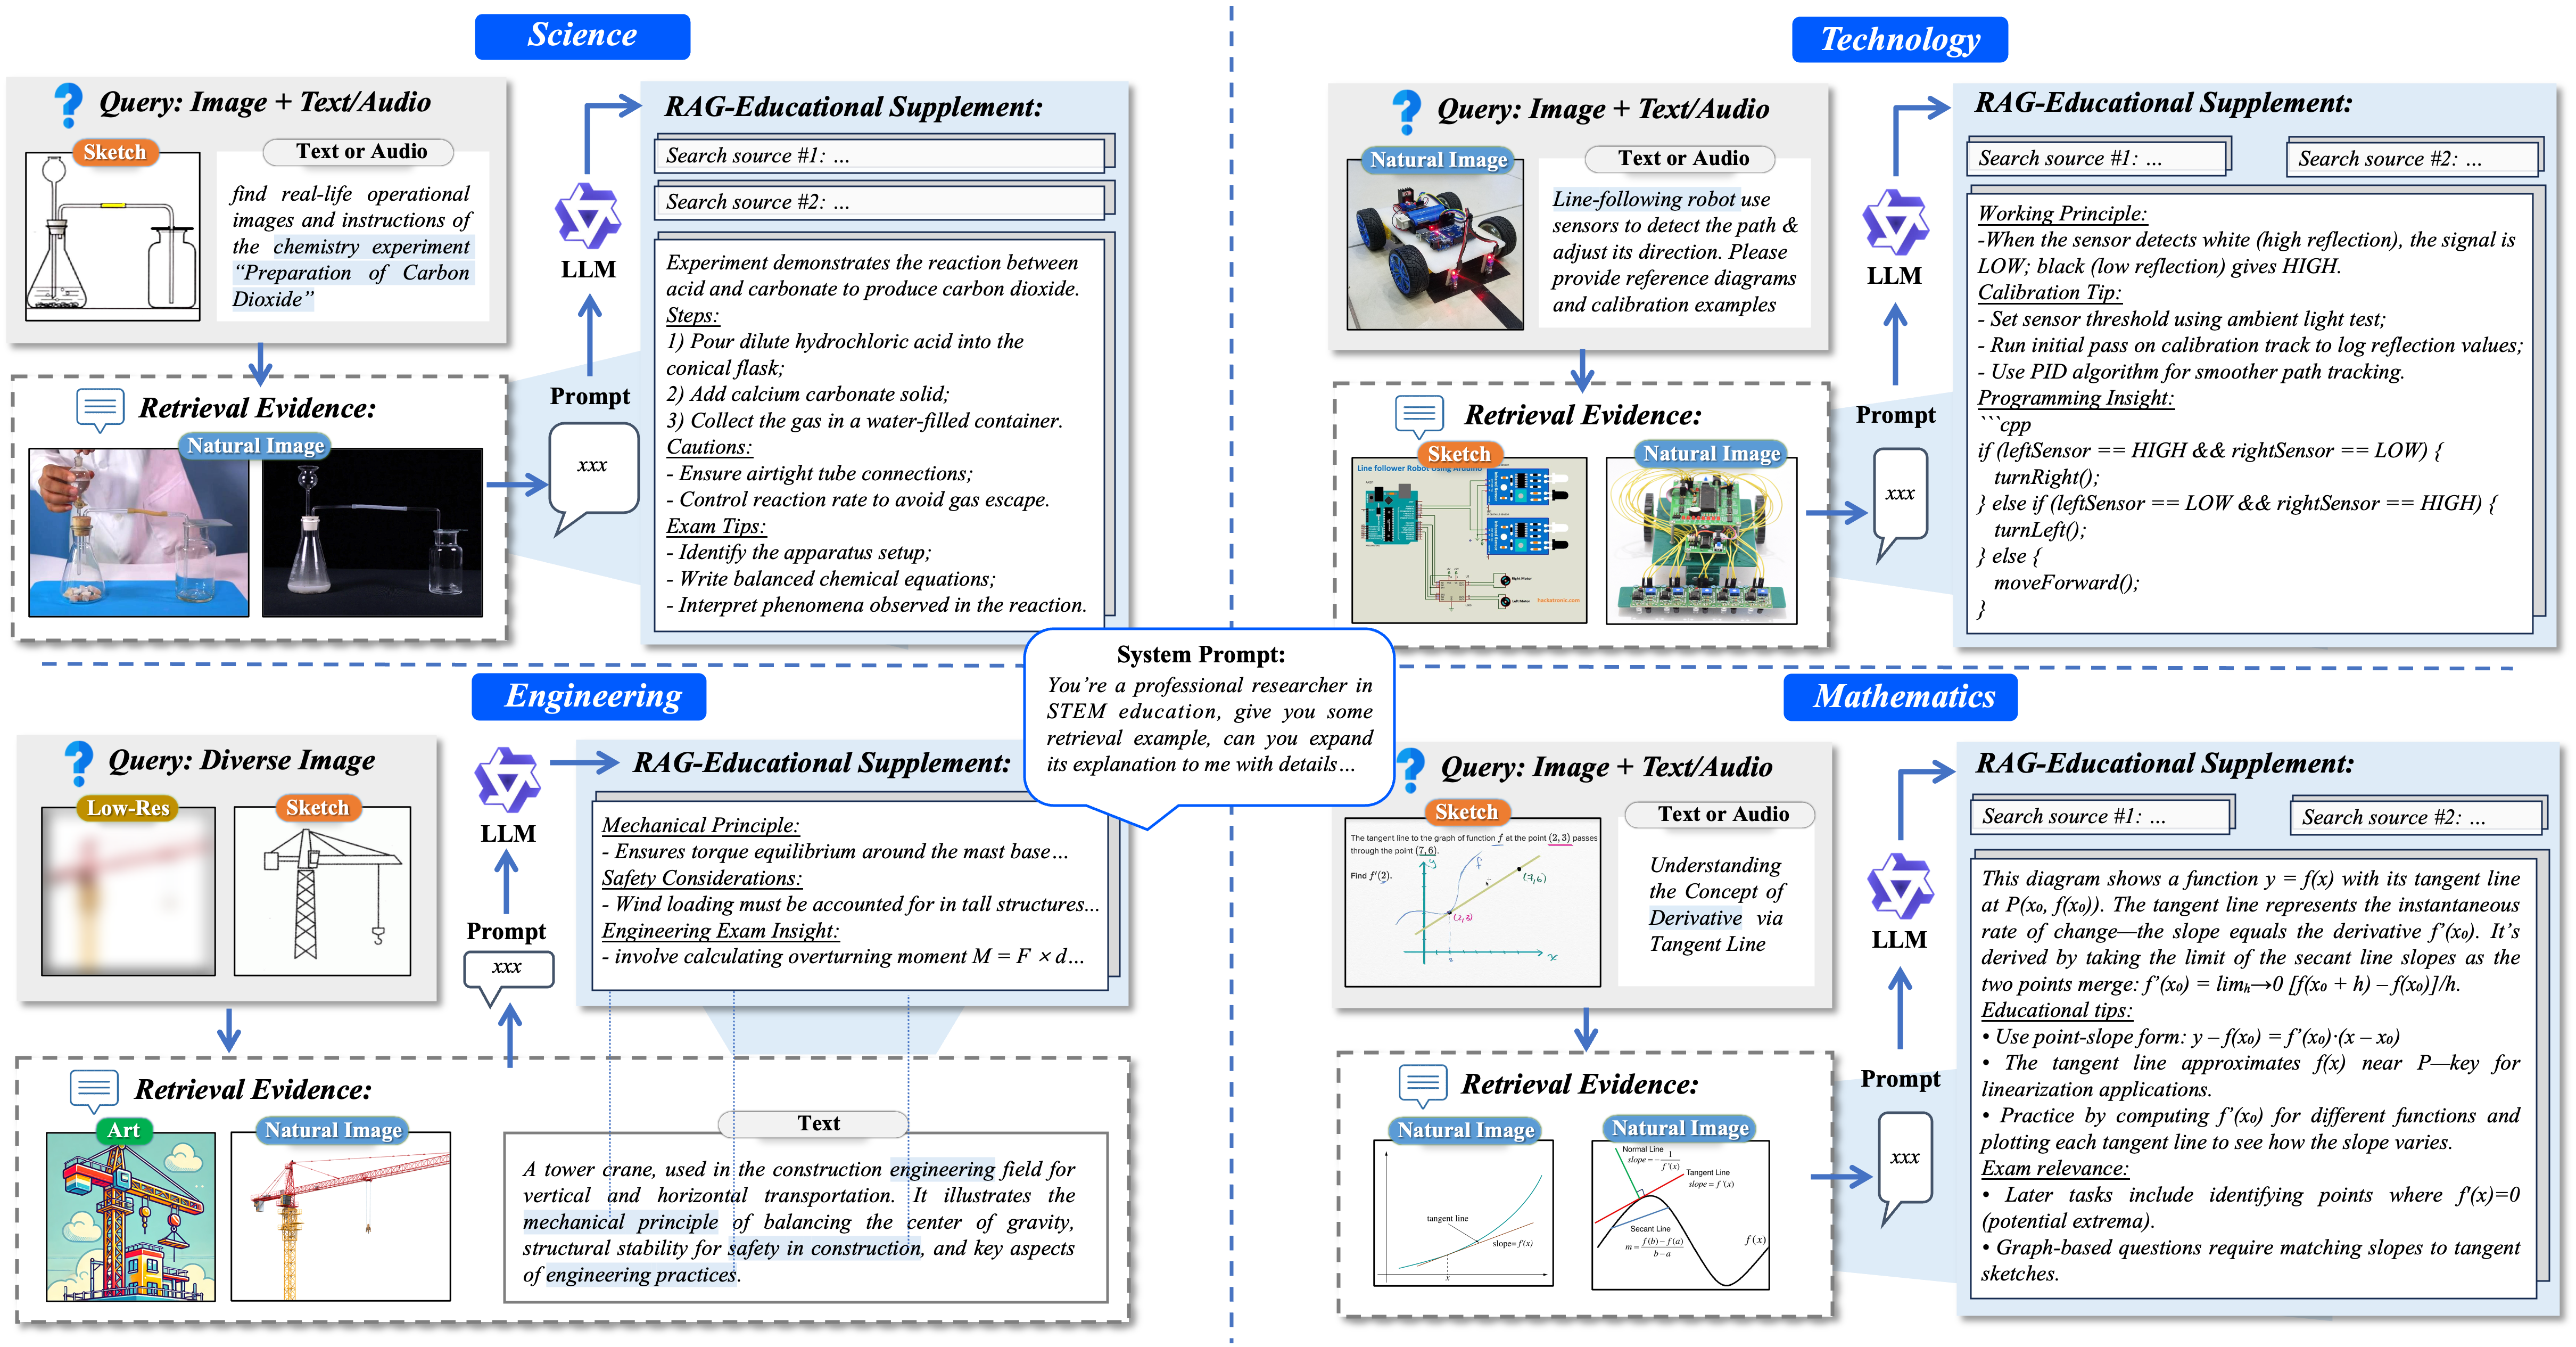 Science
Query: Image + Text/Audio
Sketch
Text or Audio
find real-life operational
images and instructions of
the chemistry experiment
“Preparation of Carbon
Dioxide”
Retrieval Evidence:
Natural Image
Prompt
xxx
LLM
RAG-Educational Supplement:
Search source #1: ...
Search source #2: ...
Experiment demonstrates the reaction between
acid and carbonate to produce carbon dioxide.
Steps:
1) Pour dilute hydrochloric acid into the
conical flask;
2) Add calcium carbonate solid;
3) Collect the gas in a water-filled container.
Cautions:
- Ensure airtight tube connections;
- Control reaction rate to avoid gas escape.
Exam Tips:
- Identify the apparatus setup;
- Write balanced chemical equations;
- Interpret phenomena observed in the reaction.
Technology
Query: Image + Text/Audio
Natural Image
Text or Audio
Line-following robot use
sensors to detect the path &
adjust its direction. Please
provide reference diagrams
and calibration examples
Retrieval Evidence:
Sketch
Line follower Robot Using Arduino
Right Motor
Left Motor
hackatronic.com
Natural Image
Prompt
xxx
LLM
RAG-Educational Supplement:
Search source #1: ...
Search source #2: ...
Working Principle:
-When the sensor detects white (high reflection), the signal is
LOW; black (low reflection) gives HIGH.
Calibration Tip:
- Set sensor threshold using ambient light test;
- Run initial pass on calibration track to log reflection values;
- Use PID algorithm for smoother path tracking.
Programming Insight:
```cpp
if (leftSensor == HIGH && rightSensor == LOW) {
turnRight();
} else if (leftSensor == LOW && rightSensor == HIGH) {
turnLeft();
} else {
moveForward();
}
System Prompt:
You’re a professional researcher in
STEM education, give you some
retrieval example, can you expand
its explanation to me with details…
Engineering
Query: Diverse Image
Low-Res
Sketch
LLM
Prompt
xxx
RAG-Educational Supplement:
Mechanical Principle:
- Ensures torque equilibrium around the mast base…
Safety Considerations:
- Wind loading must be accounted for in tall structures…
Engineering Exam Insight:
- involve calculating overturning moment M = F × d…
Retrieval Evidence:
Art
Natural Image
Text
A tower crane, used in the construction engineering field for
vertical and horizontal transportation. It illustrates the
mechanical principle of balancing the center of gravity,
structural stability for safety in construction, and key aspects
of engineering practices.
Mathematics
Query: Image + Text/Audio
Sketch
The tangent line to the graph of function f at the point (2, 3) passes
through the point (7, 6).
Find f′(2).
y
f
(7,6)
(2,3)
2
x
Text or Audio
Understanding
the Concept of
Derivative via
Tangent Line
Retrieval Evidence:
Natural Image
tangent line
slope= f'(x)
x
Natural Image
Normal Line
slope = − 1 / f '(x)
Tangent Line
slope = f '(x)
Secant Line
m = f(b) − f(a) / b − a
f(x)
Prompt
xxx
LLM
RAG-Educational Supplement:
Search source #1: ...
Search source #2: ...
This diagram shows a function y = f(x) with its tangent line
at P(x₀, f(x₀)). The tangent line represents the instantaneous
rate of change—the slope equals the derivative f’(x₀). It’s
derived by taking the limit of the secant line slopes as the
two points merge: f’(x₀) = limₕ→0 [f(x₀ + h) – f(x₀)]/h.
Educational tips:
• Use point-slope form: y – f(x₀) = f’(x₀)·(x – x₀)
• The tangent line approximates f(x) near P—key for
linearization applications.
• Practice by computing f’(x₀) for different functions and
plotting each tangent line to see how the slope varies.
Exam relevance:
• Later tasks include identifying points where f'(x)=0
(potential extrema).
• Graph-based questions require matching slopes to tangent
sketches.